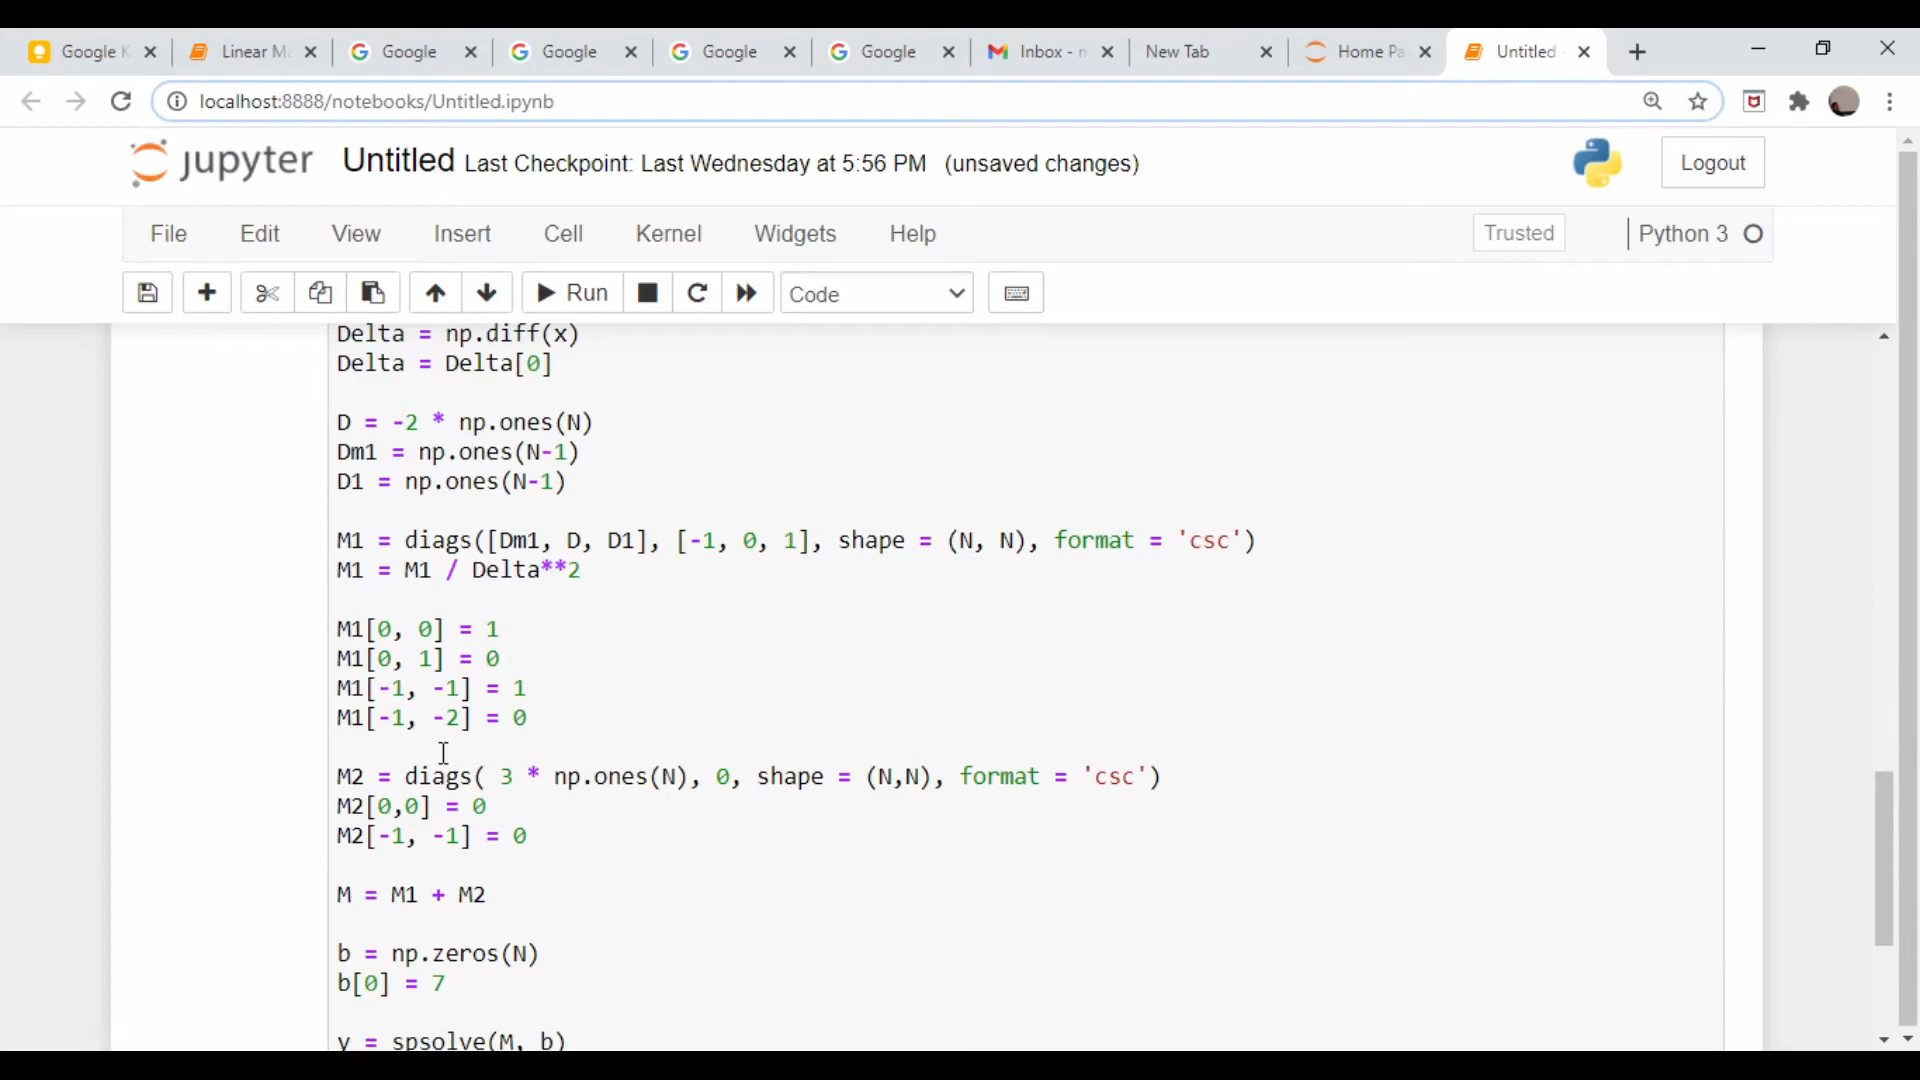 Google K
Linear Ma
Google
Google
Google
Google
Inbox - m
New Tab
Home Pa
Untitled
localhost:8888/notebooks/Untitled.ipynb
jupyter Untitled Last Checkpoint: Last Wednesday at 5:56 PM (unsaved changes)
Logout
File Edit View Insert Cell Kernel Widgets Help
Trusted
Python 3
Run
Code
Delta = np.diff(x)
Delta = Delta[0]
D = -2 * np.ones(N)
Dm1 = np.ones(N-1)
D1 = np.ones(N-1)
M1 = diags([Dm1, D, D1], [-1, 0, 1], shape = (N, N), format = 'csc')
M1 = M1 / Delta**2
M1[0, 0] = 1
M1[0, 1] = 0
M1[-1, -1] = 1
M1[-1, -2] = 0
M2 = diags( 3 * np.ones(N), 0, shape = (N,N), format = 'csc')
M2[0,0] = 0
M2[-1, -1] = 0
M = M1 + M2
b = np.zeros(N)
b[0] = 7
y = spsolve(M, b)